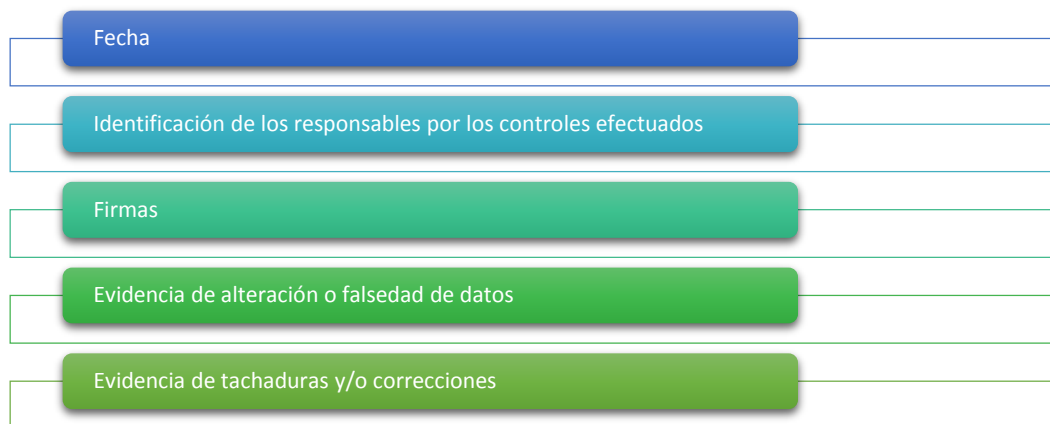 Fecha
Identificación de los responsables por los controles efectuados
Firmas
Evidencia de alteración o falsedad de datos
Evidencia de tachaduras y/o correcciones